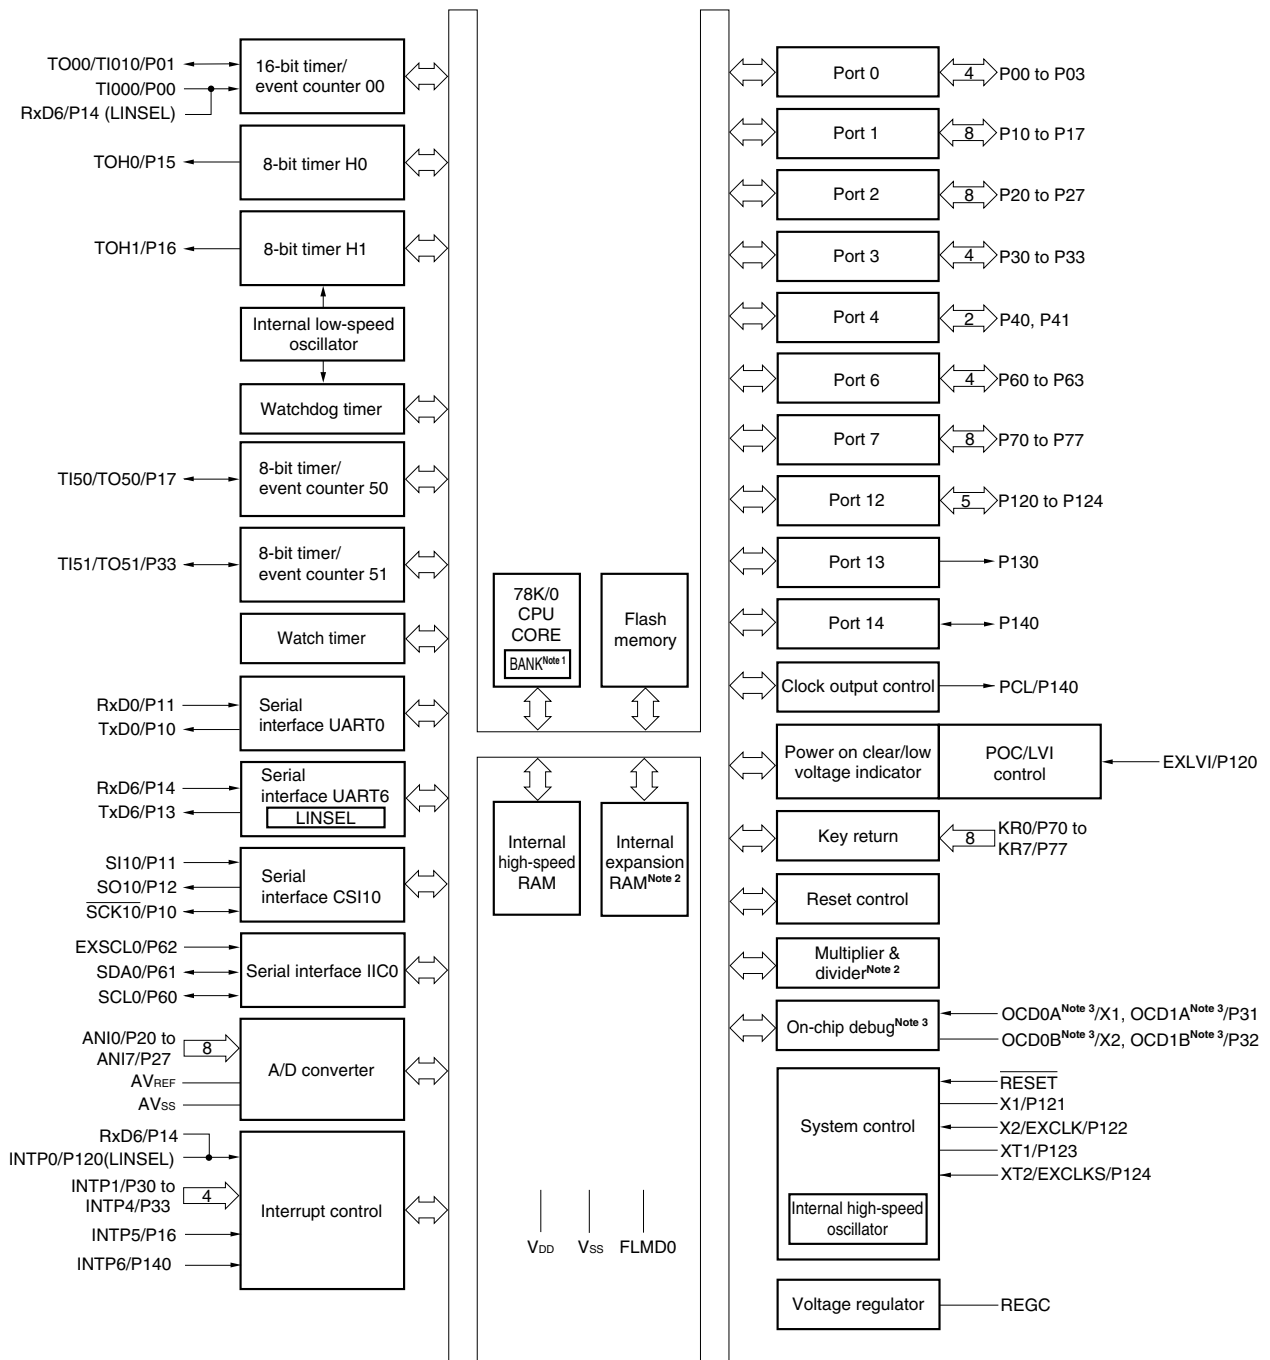 TO00/TI010/P01
TI000/P00
RxD6/P14 (LINSEL)
16-bit timer/
event counter 00
TOH0/P15
8-bit timer H0
TOH1/P16
8-bit timer H1
Internal low-speed
oscillator
Watchdog timer
TI50/TO50/P17
8-bit timer/
event counter 50
TI51/TO51/P33
8-bit timer/
event counter 51
Watch timer
RxD0/P11
TxD0/P10
Serial
interface UART0
RxD6/P14
TxD6/P13
Serial
interface UART6
LINSEL
SI10/P11
SO10/P12
SCK10/P10
Serial
interface CSI10
EXSCL0/P62
SDA0/P61
SCL0/P60
Serial interface IIC0
ANI0/P20 to
ANI7/P27
8
AVREF
AVSS
A/D converter
RxD6/P14
INTP0/P120(LINSEL)
INTP1/P30 to
INTP4/P33
4
INTP5/P16
INTP6/P140
Interrupt control
78K/0
CPU
CORE
BANKNote 1
Flash
memory
Internal
high-speed
RAM
Internal
expansion
RAMNote 2
VDD
VSS
FLMD0
Port 0
4
P00 to P03
Port 1
8
P10 to P17
Port 2
8
P20 to P27
Port 3
4
P30 to P33
Port 4
2
P40, P41
Port 6
4
P60 to P63
Port 7
8
P70 to P77
Port 12
5
P120 to P124
Port 13
P130
Port 14
P140
Clock output control
PCL/P140
Power on clear/low
voltage indicator
POC/LVI
control
EXLVI/P120
Key return
8
KR0/P70 to
KR7/P77
Reset control
Multiplier &
dividerNote 2
On-chip debugNote 3
OCD0ANote 3/X1, OCD1ANote 3/P31
OCD0BNote 3/X2, OCD1BNote 3/P32
System control
RESET
X1/P121
X2/EXCLK/P122
XT1/P123
XT2/EXCLKS/P124
Internal high-speed
oscillator
Voltage regulator
REGC